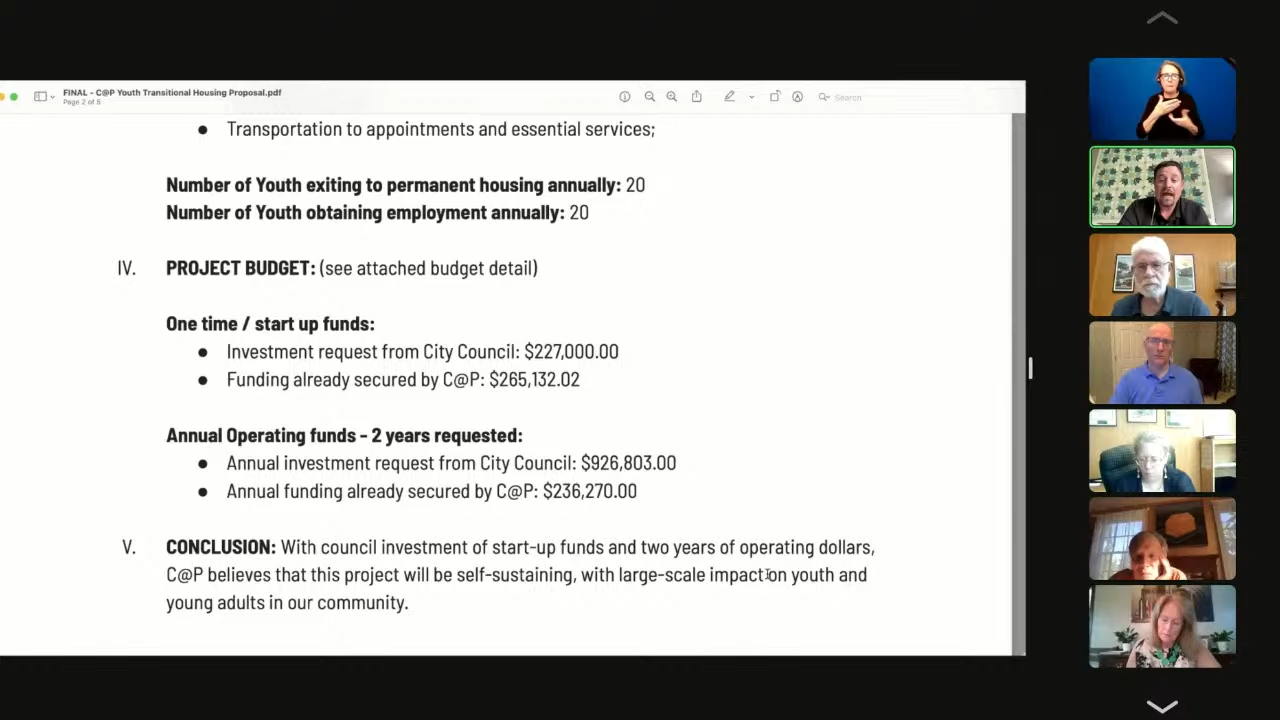 FINAL - C@P Youth Transitional Housing Proposal.pdf
Page 2 of 5
Search
● Transportation to appointments and essential services;
Number of Youth exiting to permanent housing annually: 20
Number of Youth obtaining employment annually: 20
IV. PROJECT BUDGET: (see attached budget detail)
One time / start up funds:
● Investment request from City Council: $227,000.00
● Funding already secured by C@P: $265,132.02
Annual Operating funds - 2 years requested:
● Annual investment request from City Council: $926,803.00
● Annual funding already secured by C@P: $236,270.00
V. CONCLUSION: With council investment of start-up funds and two years of operating dollars,
C@P believes that this project will be self-sustaining, with large-scale impact on youth and
young adults in our community.